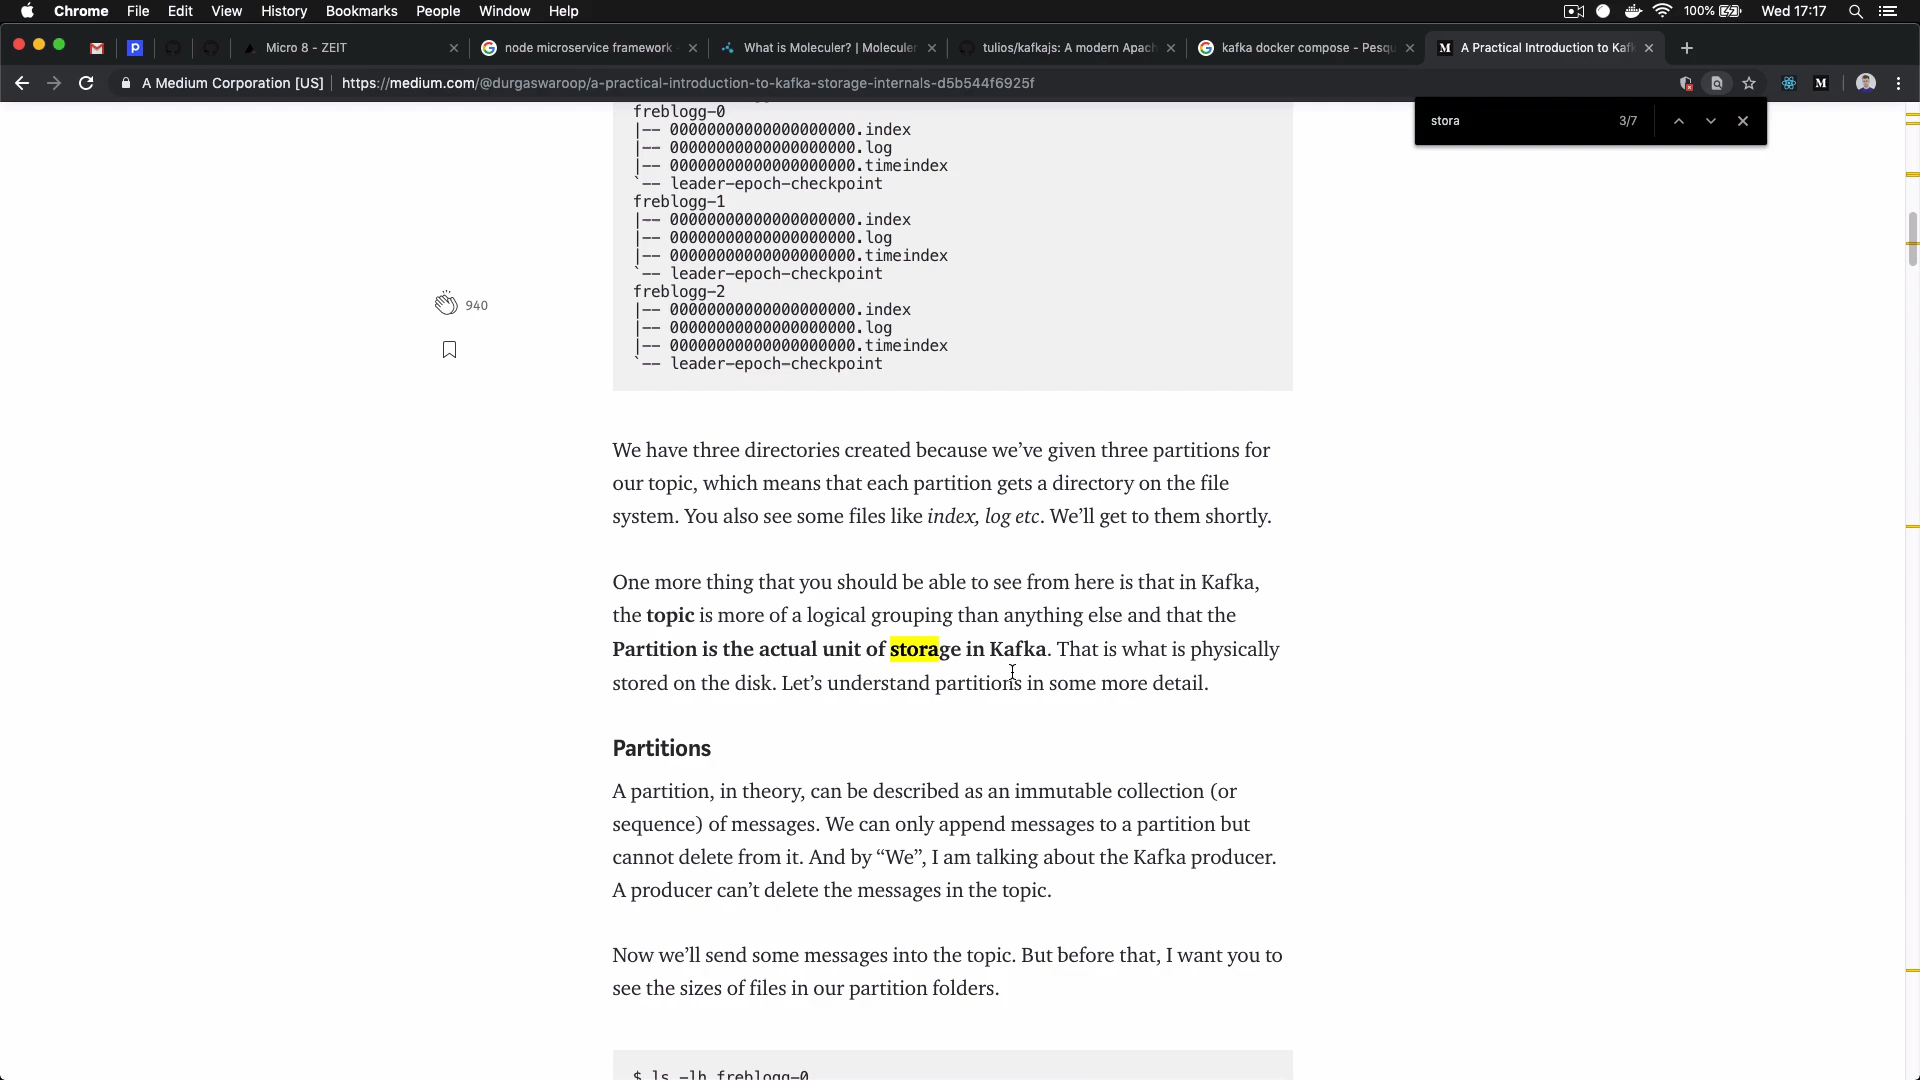 Chrome File Edit View History Bookmarks People Window Help 100% Wed 17:17
Micro 8 - ZEIT
node microservice framework
What is Moleculer? | Moleculer
tulios/kafkajs: A modern Apach
kafka docker compose - Pesqu
A Practical Introduction to Kafk
A Medium Corporation [US] https://medium.com/@durgaswaroop/a-practical-introduction-to-kafka-storage-internals-d5b544f6925f
stora 3/7
freblogg-0
|-- 00000000000000000000.index
|-- 00000000000000000000.log
|-- 00000000000000000000.timeindex
`-- leader-epoch-checkpoint
freblogg-1
|-- 00000000000000000000.index
|-- 00000000000000000000.log
|-- 00000000000000000000.timeindex
`-- leader-epoch-checkpoint
freblogg-2
|-- 00000000000000000000.index
|-- 00000000000000000000.log
|-- 00000000000000000000.timeindex
`-- leader-epoch-checkpoint
940
We have three directories created because we’ve given three partitions for
our topic, which means that each partition gets a directory on the file
system. You also see some files like index, log etc. We’ll get to them shortly.
One more thing that you should be able to see from here is that in Kafka,
the topic is more of a logical grouping than anything else and that the
Partition is the actual unit of storage in Kafka. That is what is physically
stored on the disk. Let’s understand partitions in some more detail.
Partitions
A partition, in theory, can be described as an immutable collection (or
sequence) of messages. We can only append messages to a partition but
cannot delete from it. And by “We”, I am talking about the Kafka producer.
A producer can’t delete the messages in the topic.
Now we’ll send some messages into the topic. But before that, I want you to
see the sizes of files in our partition folders.
$ ls -lh freblogg-0